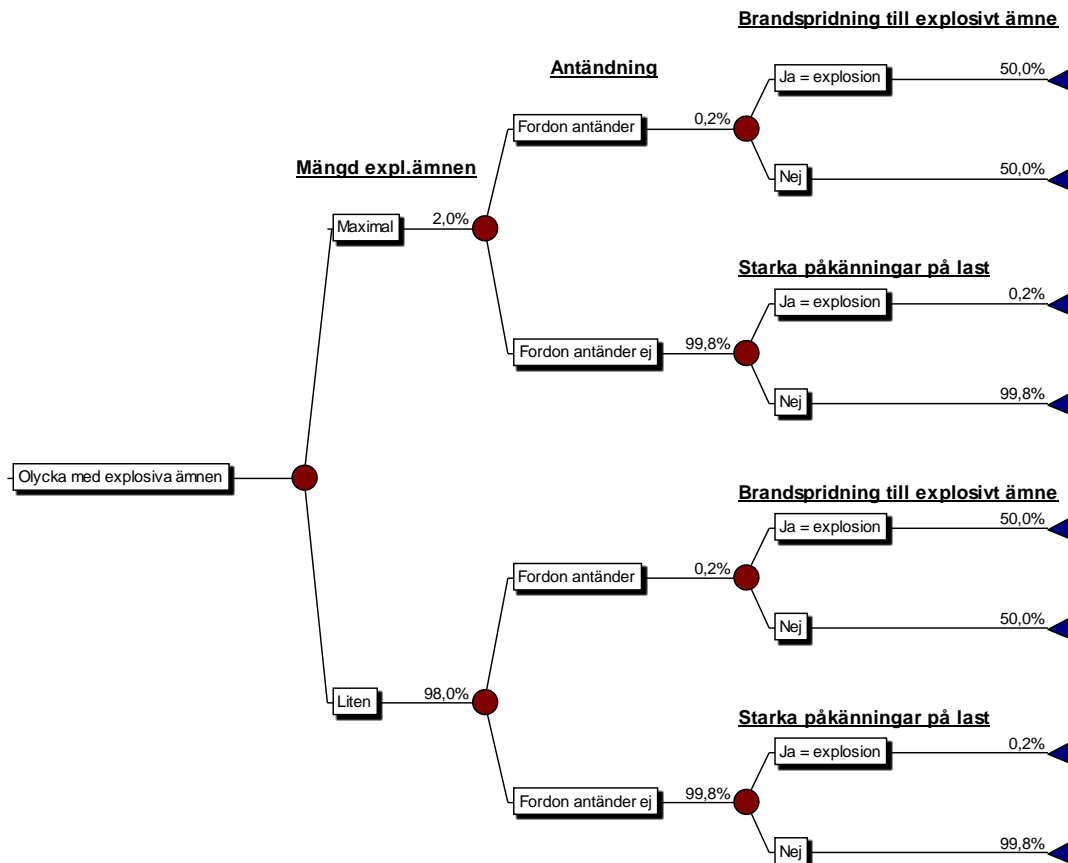 Brandspridning till explosivt ämne
Antändning
Ja = explosion 50,0%
Fordon antänder 0,2%
Mängd expl.ämnen
Nej 50,0%
Maximal 2,0%
Starka påkänningar på last
Ja = explosion 0,2%
Fordon antänder ej 99,8%
Nej 99,8%
Olycka med explosiva ämnen
Brandspridning till explosivt ämne
Ja = explosion 50,0%
Fordon antänder 0,2%
Nej 50,0%
Liten 98,0%
Starka påkänningar på last
Ja = explosion 0,2%
Fordon antänder ej 99,8%
Nej 99,8%